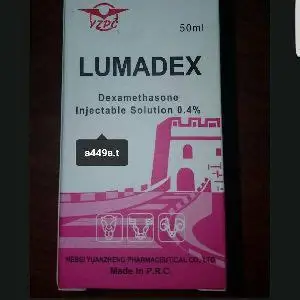 YZPC
50ml
LUMADEX
Dexamethasone
Injectable Solution 0.4%
a449a.t
HEBEI YUANZHENG PHARMACEUTICAL CO., LTD
Made in P.R.C.